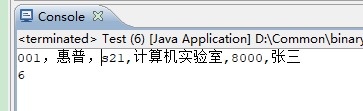 Console
<terminated> Test (6) [Java Application] D:\Common\binary
001，惠普，s21,计算机实验室,8000,张三
6